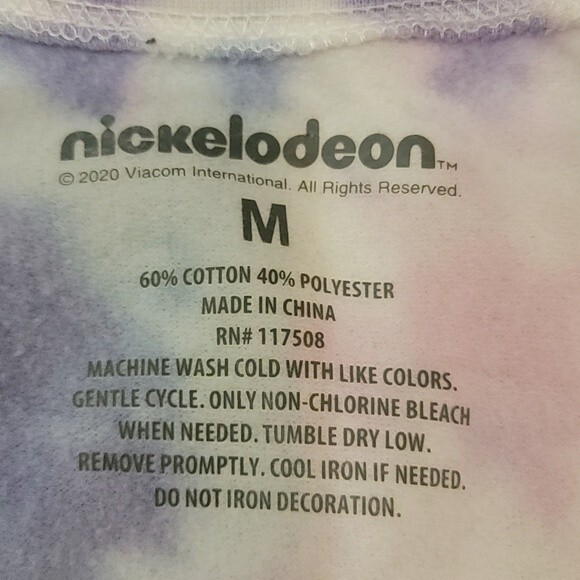 nickelodeon™
© 2020 Viacom International. All Rights Reserved.
M
60% COTTON 40% POLYESTER
MADE IN CHINA
RN# 117508
MACHINE WASH COLD WITH LIKE COLORS.
GENTLE CYCLE. ONLY NON-CHLORINE BLEACH
WHEN NEEDED. TUMBLE DRY LOW.
REMOVE PROMPTLY. COOL IRON IF NEEDED.
DO NOT IRON DECORATION.